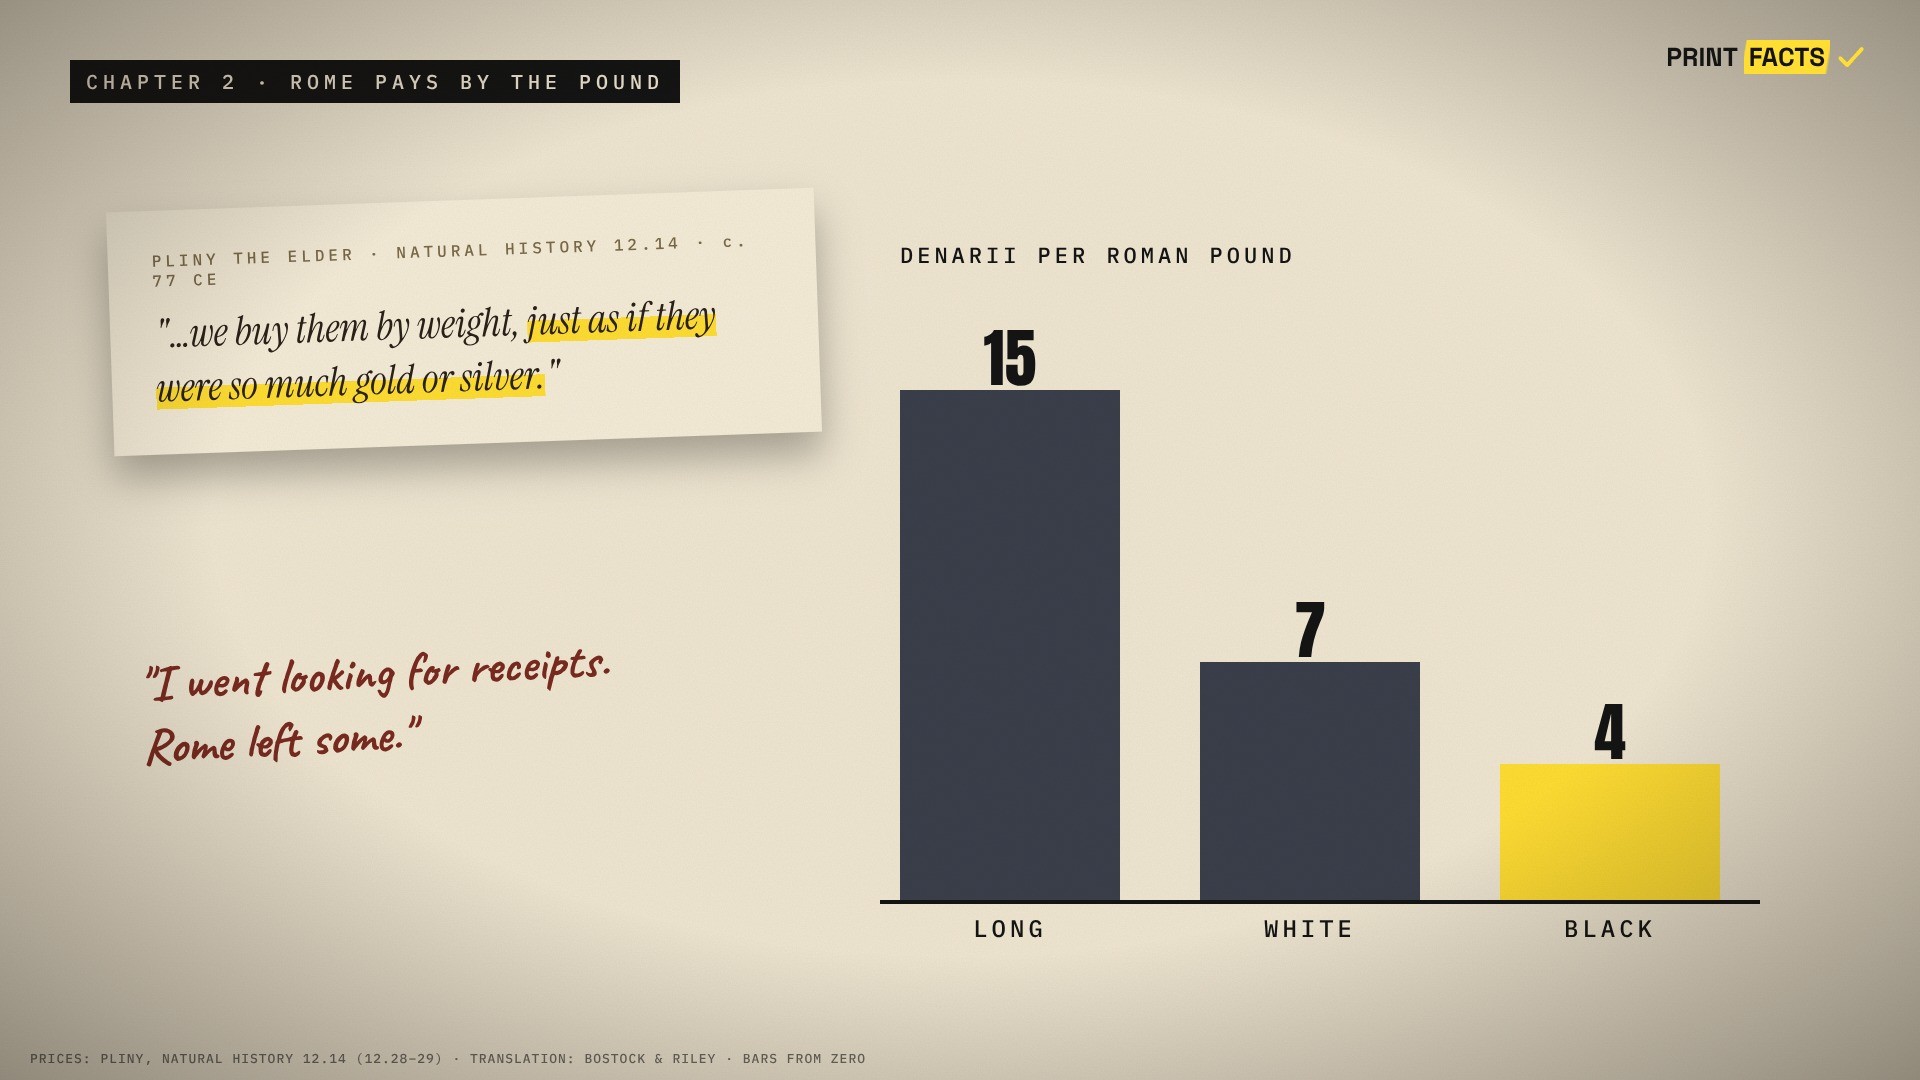 CHAPTER 2 · ROME PAYS BY THE POUND
PRINT FACTS
PLINY THE ELDER · NATURAL HISTORY 12.14 · c.
77 CE
"...we buy them by weight, just as if they
were so much gold or silver."
"I went looking for receipts.
Rome left some."
DENARII PER ROMAN POUND
15
7
4
LONG
WHITE
BLACK
PRICES: PLINY, NATURAL HISTORY 12.14 (12.28–29) · TRANSLATION: BOSTOCK & RILEY · BARS FROM ZERO